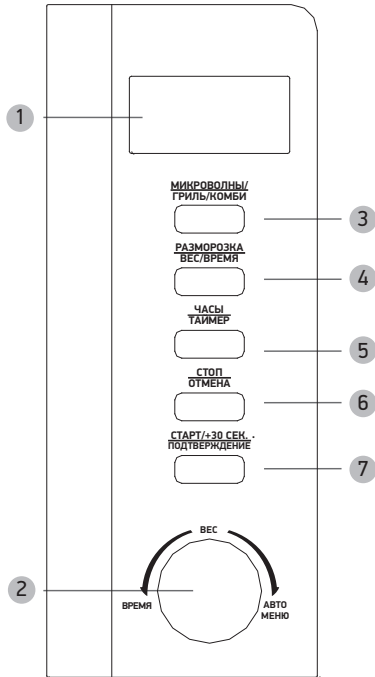 1
МИКРОВОЛНЫ/
ГРИЛЬ/КОМБИ
3
РАЗМОРОЗКА
ВЕС/ВРЕМЯ
4
ЧАСЫ
ТАЙМЕР
5
СТОП
ОТМЕНА
6
СТАРТ/+30 СЕК.
ПОДТВЕРЖДЕНИЕ
7
ВЕС
2
ВРЕМЯ
АВТО
МЕНЮ